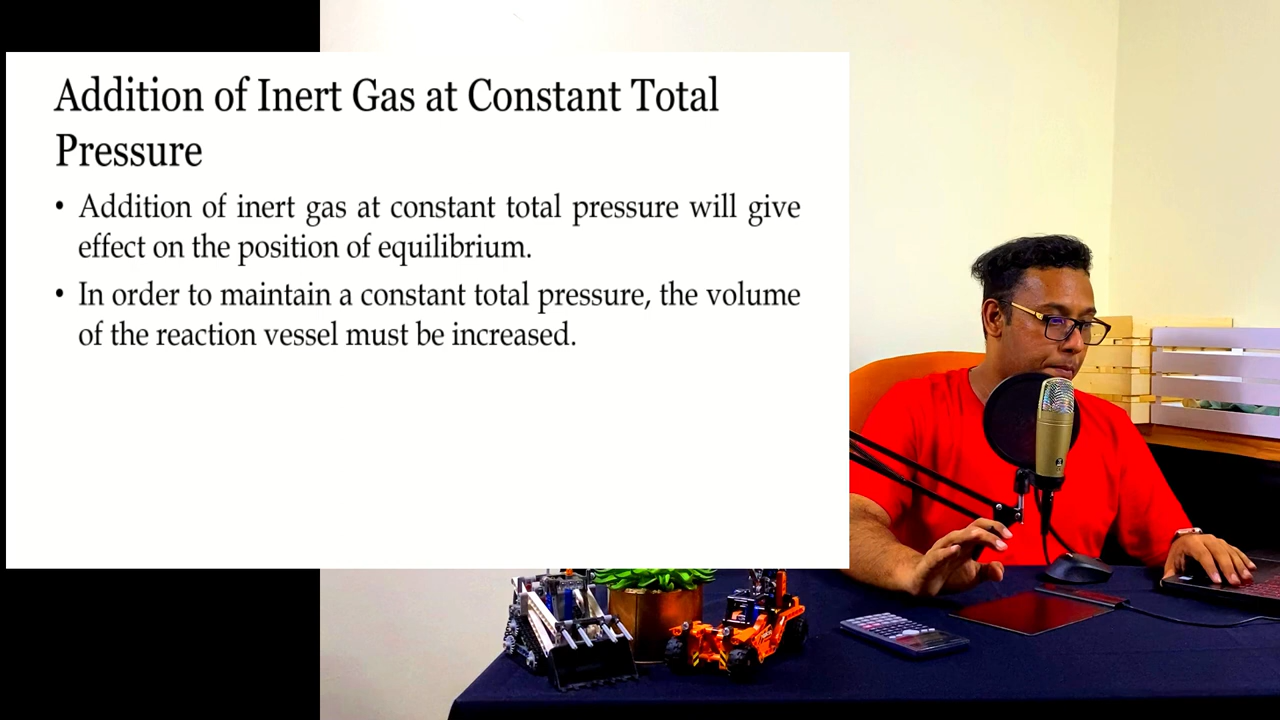 Addition of Inert Gas at Constant Total
Pressure
• Addition of inert gas at constant total pressure will give
effect on the position of equilibrium.
• In order to maintain a constant total pressure, the volume
of the reaction vessel must be increased.